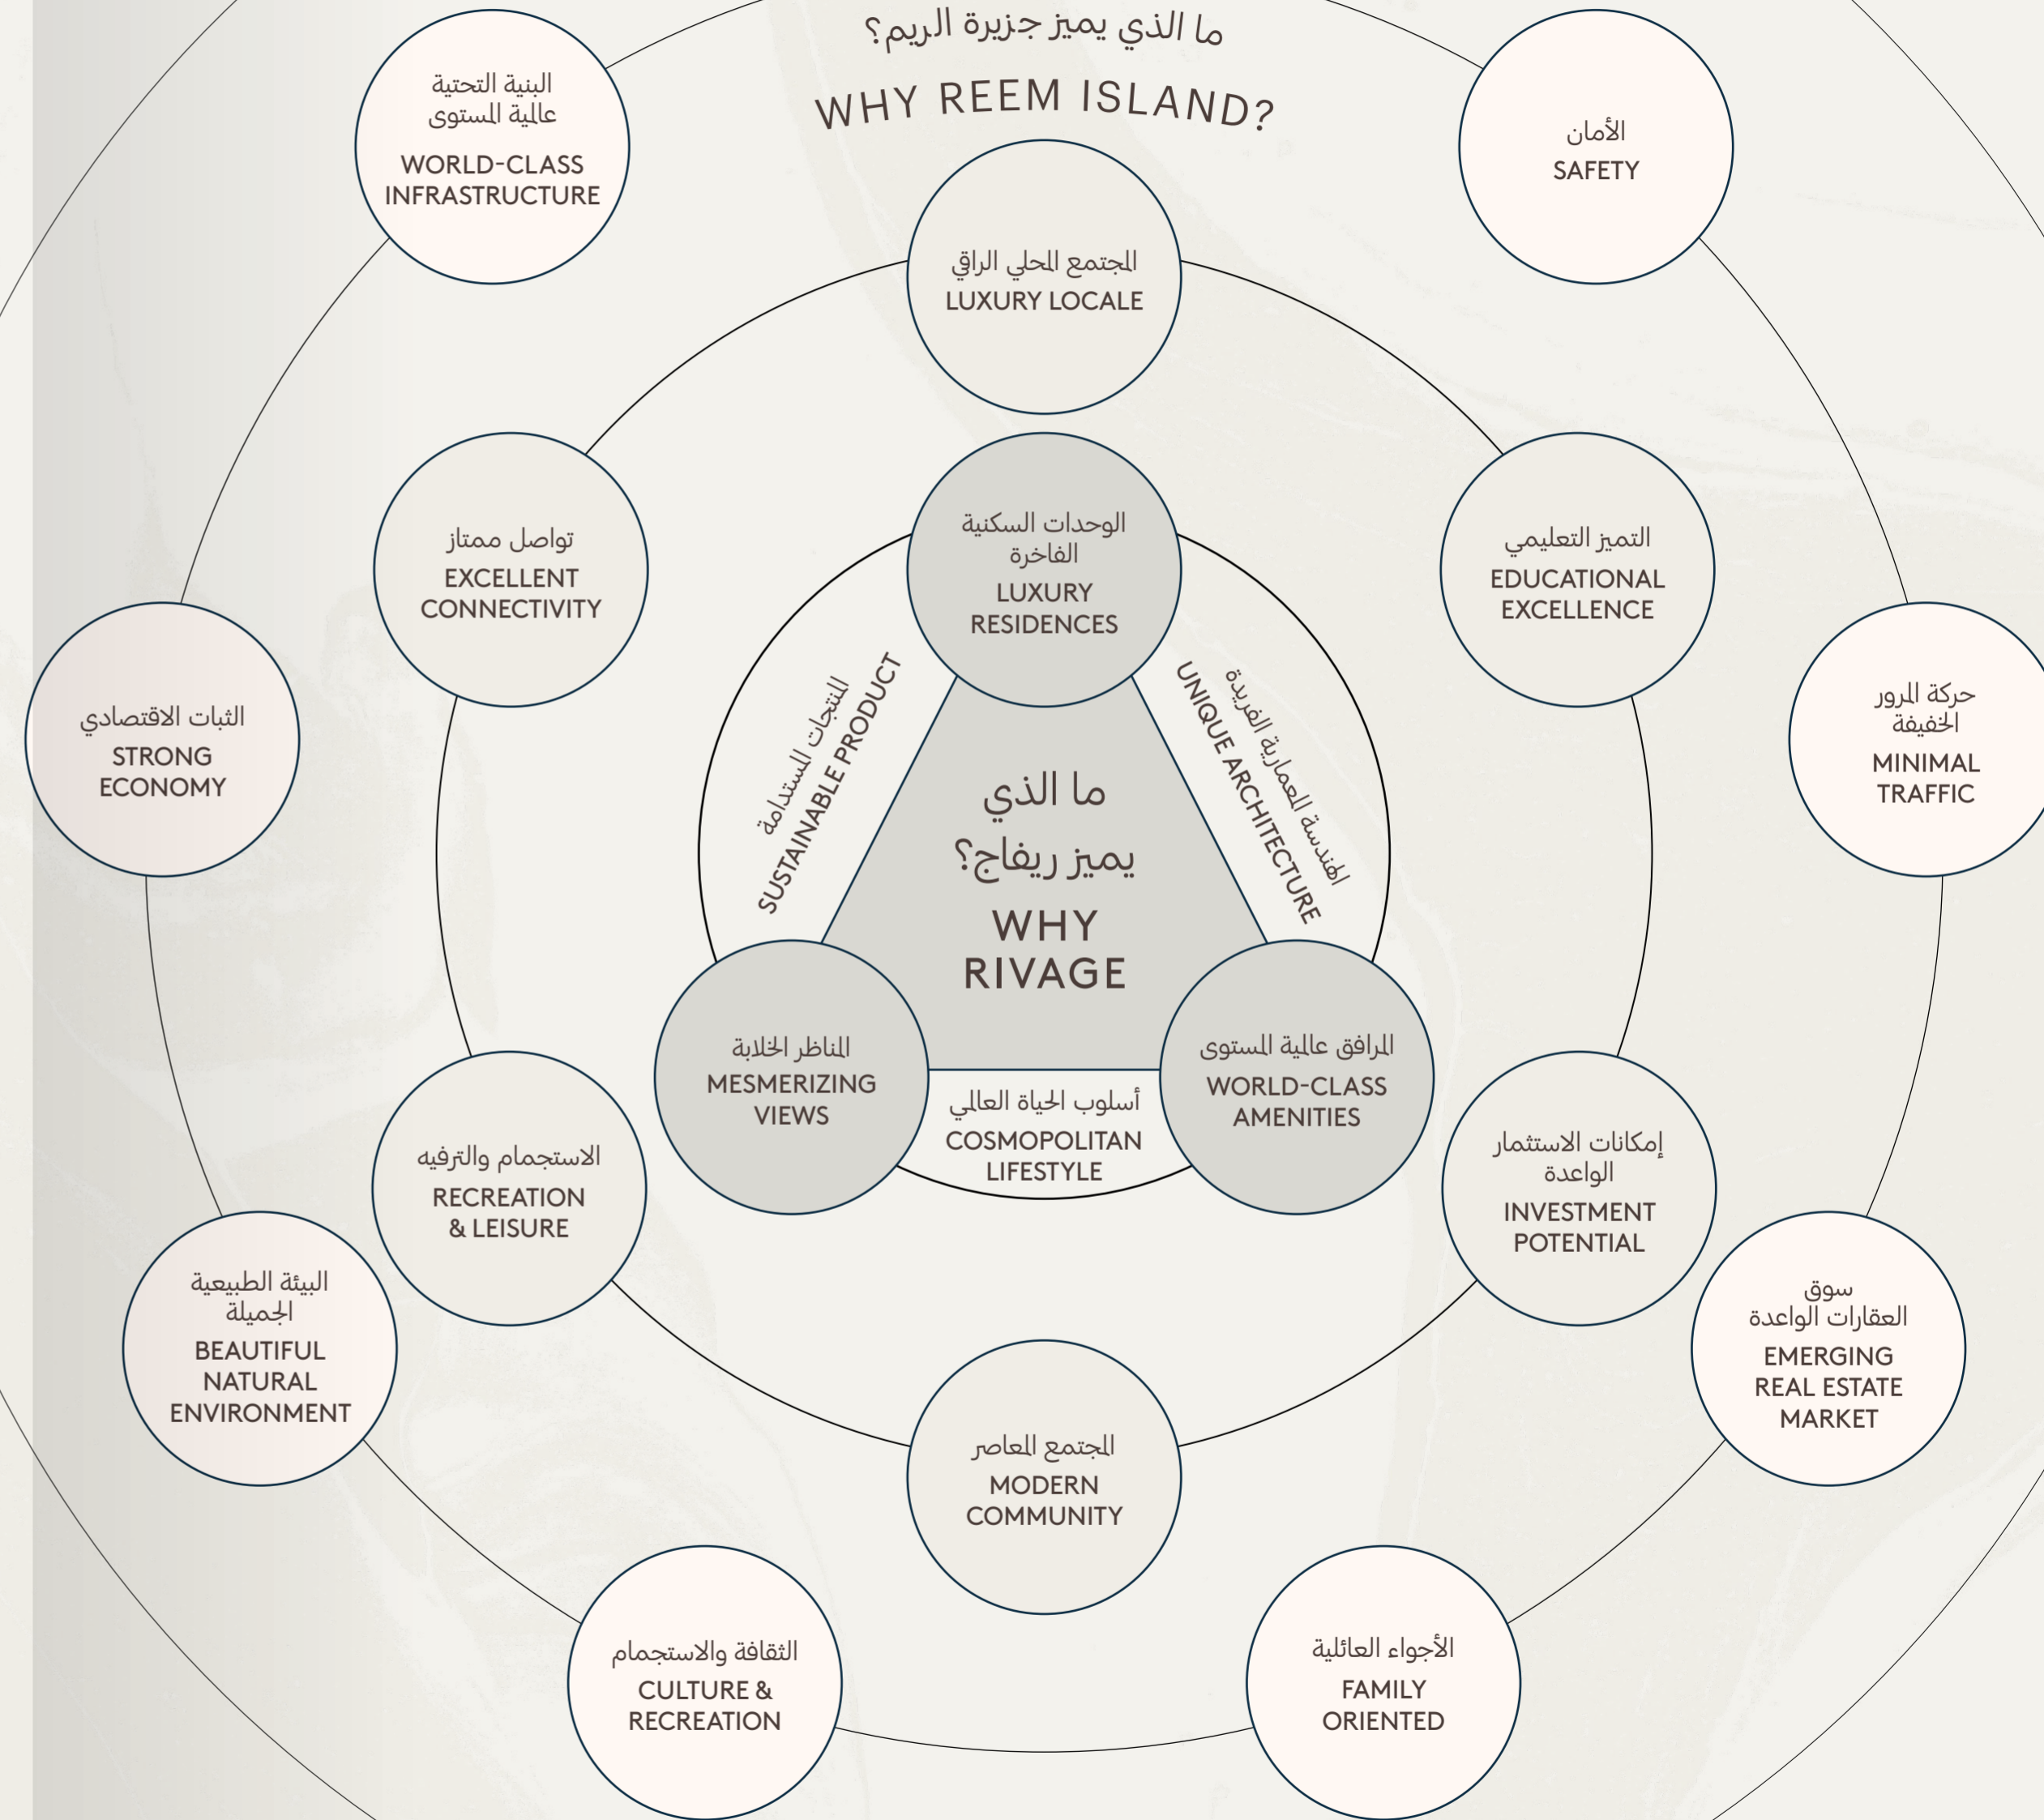 ما الذي يميز جزيرة الريم؟
WHY REEM ISLAND?
البنية التحتية
عالمية المستوى
WORLD-CLASS
INFRASTRUCTURE
الأمان
SAFETY
المجتمع المحلي الراقي
LUXURY LOCALE
تواصل ممتاز
EXCELLENT
CONNECTIVITY
الوحدات السكنية
الفاخرة
LUXURY
RESIDENCES
التميز التعليمي
EDUCATIONAL
EXCELLENCE
الثبات الاقتصادي
STRONG
ECONOMY
المنتجات المستدامة
SUSTAINABLE PRODUCT
ما الذي
يميز ريفاج؟
WHY
RIVAGE
الهندسة المعمارية الفريدة
UNIQUE ARCHITECTURE
حركة المرور
الخفيفة
MINIMAL
TRAFFIC
المناظر الخلابة
MESMERIZING
VIEWS
أسلوب الحياة العالمي
COSMOPOLITAN
LIFESTYLE
المرافق عالمية المستوى
WORLD-CLASS
AMENITIES
الاستجمام والترفيه
RECREATION
& LEISURE
إمكانات الاستثمار
الواعدة
INVESTMENT
POTENTIAL
البيئة الطبيعية
الجميلة
BEAUTIFUL
NATURAL
ENVIRONMENT
سوق
العقارات الواعدة
EMERGING
REAL ESTATE
MARKET
المجتمع المعاصر
MODERN
COMMUNITY
الثقافة والاستجمام
CULTURE &
RECREATION
الأجواء العائلية
FAMILY
ORIENTED